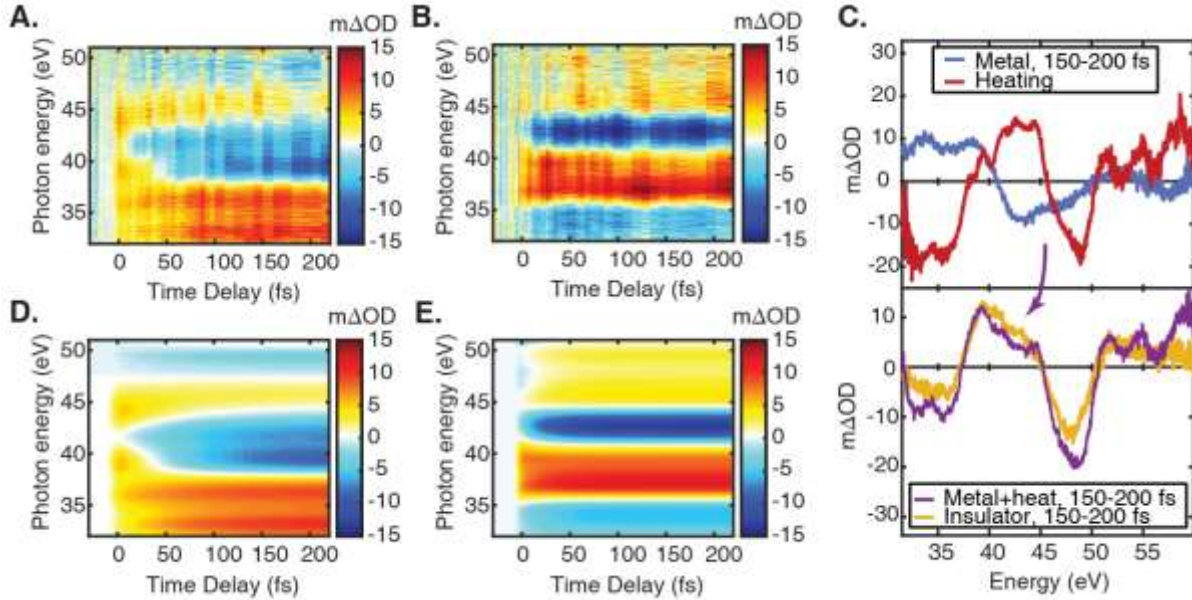 A.
mΔOD
50
45
40
35
Photon energy (eV)
0 50 100 150 200
Time Delay (fs)
15
10
5
0
-5
-10
-15
B.
mΔOD
50
45
40
35
Photon energy (eV)
0 50 100 150 200
Time Delay (fs)
15
10
5
0
-5
-10
-15
C.
Metal, 150-200 fs
Heating
30
20
10
0
-10
-20
mΔOD
10
0
-10
-20
-30
mΔOD
Metal+heat, 150-200 fs
Insulator, 150-200 fs
35 40 45 50 55
Energy (eV)
D.
mΔOD
50
45
40
35
Photon energy (eV)
0 50 100 150 200
Time Delay (fs)
15
10
5
0
-5
-10
-15
E.
mΔOD
50
45
40
35
Photon energy (eV)
0 50 100 150 200
Time Delay (fs)
15
10
5
0
-5
-10
-15